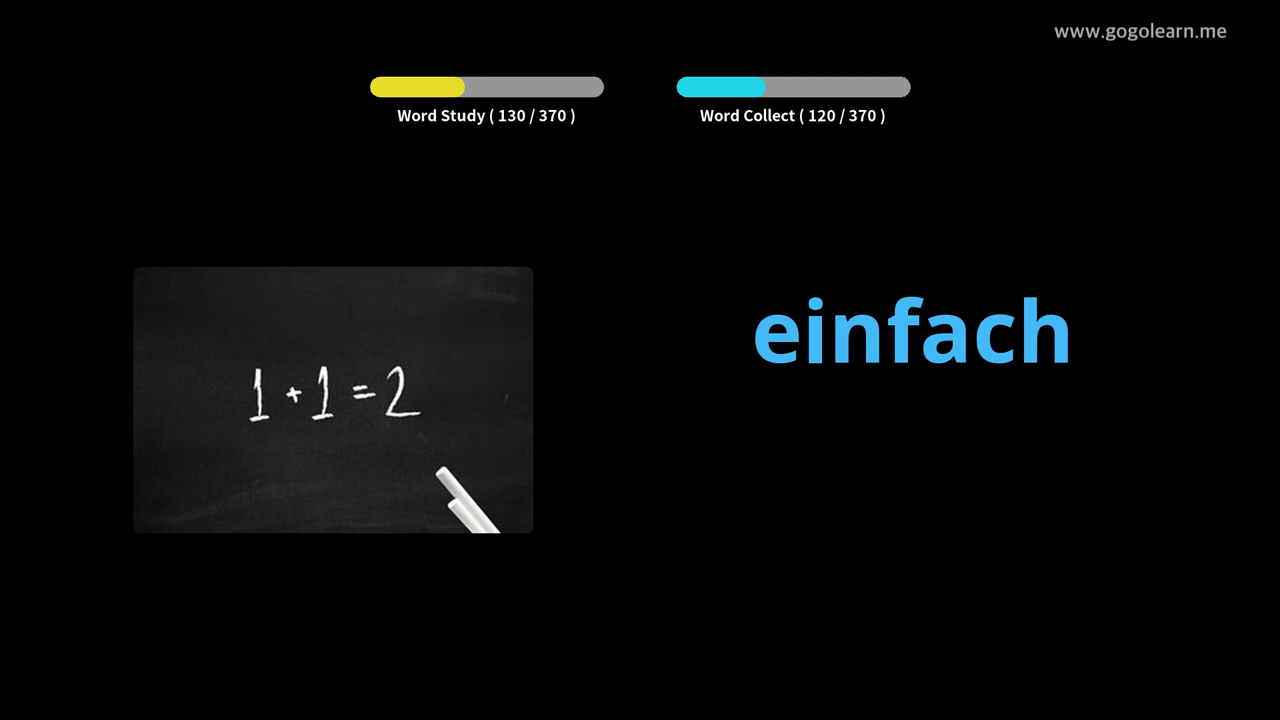 www.gogolearn.me
Word Study ( 130 / 370 )
Word Collect ( 120 / 370 )
1 + 1 = 2
einfach